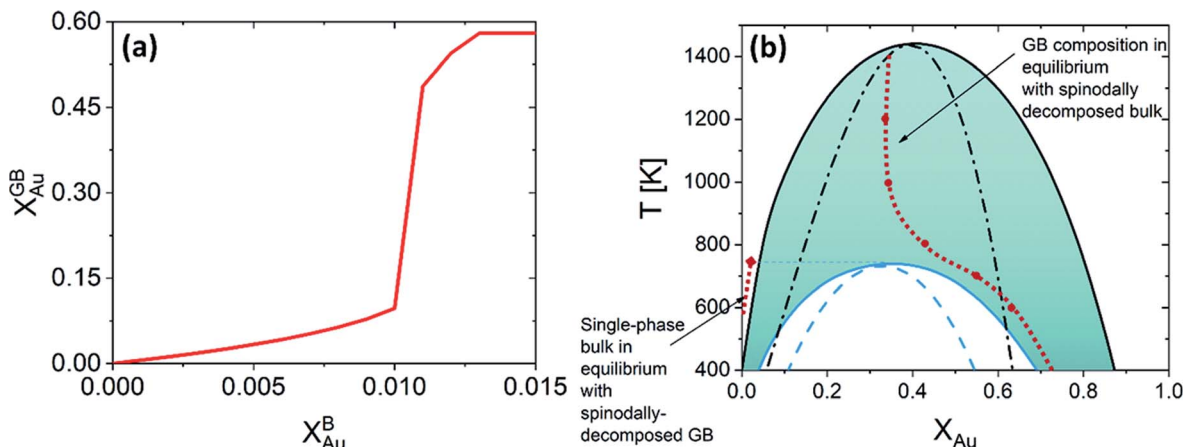 (a)
0.60
0.45
0.30
0.15
0.00
X^GB_Au
0.000
0.005
0.010
0.015
X^B_Au
(b)
1400
1200
1000
800
600
400
T [K]
0.0
0.2
0.4
0.6
0.8
1.0
X_Au
GB composition in
equilibrium
with spinodally
decomposed bulk
Single-phase
bulk in
equilibrium
with
spinodally-
decomposed GB